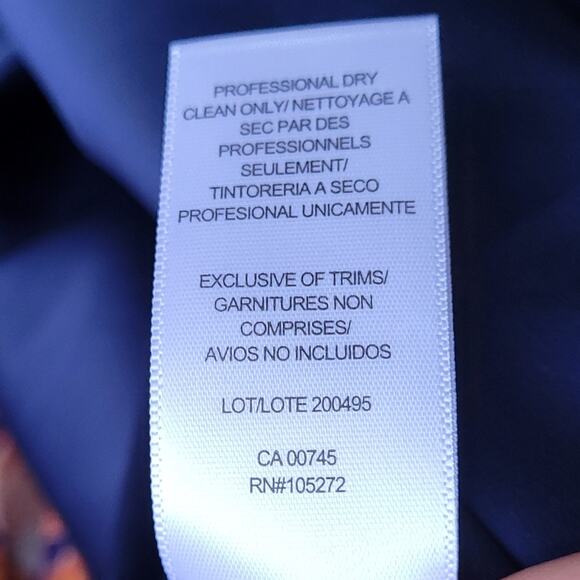 PROFESSIONAL DRY
CLEAN ONLY/ NETTOYAGE A
SEC PAR DES
PROFESSIONNELS
SEULEMENT/
TINTORERIA A SECO
PROFESIONAL UNICAMENTE
EXCLUSIVE OF TRIMS/
GARNITURES NON
COMPRISES/
AVIOS NO INCLUIDOS
LOT/LOTE 200495
CA 00745
RN#105272